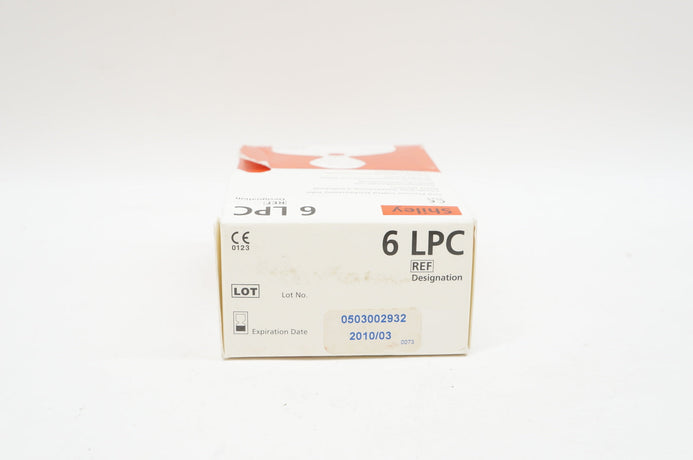 Shiley
6 LPC
REF
Designation
CE
0123
6 LPC
REF
Designation
LOT
Lot No.
0503002932
Expiration Date
2010/03
0273